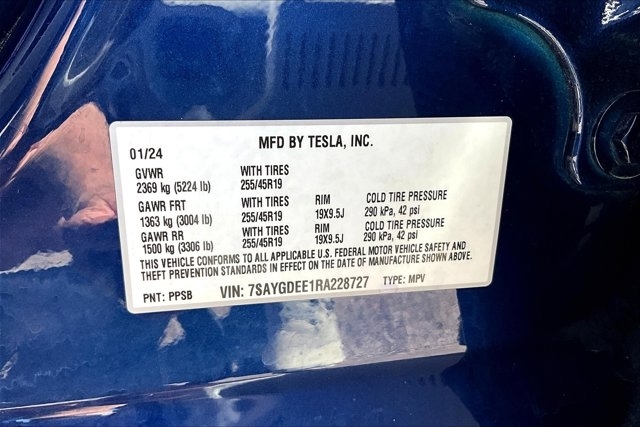 MFD BY TESLA, INC.
01/24
GVWR WITH TIRES
2369 kg (5224 lb) 255/45R19
GAWR FRT WITH TIRES RIM COLD TIRE PRESSURE
1363 kg (3004 lb) 255/45R19 19X9.5J 290 kPa, 42 psi
GAWR RR WITH TIRES RIM COLD TIRE PRESSURE
1500 kg (3306 lb) 255/45R19 19X9.5J 290 kPa, 42 psi
THIS VEHICLE CONFORMS TO ALL APPLICABLE U.S. FEDERAL MOTOR VEHICLE SAFETY AND
THEFT PREVENTION STANDARDS IN EFFECT ON THE DATE OF MANUFACTURE SHOWN ABOVE.
PNT: PPSB VIN: 7SAYGDEE1RA228727 TYPE: MPV